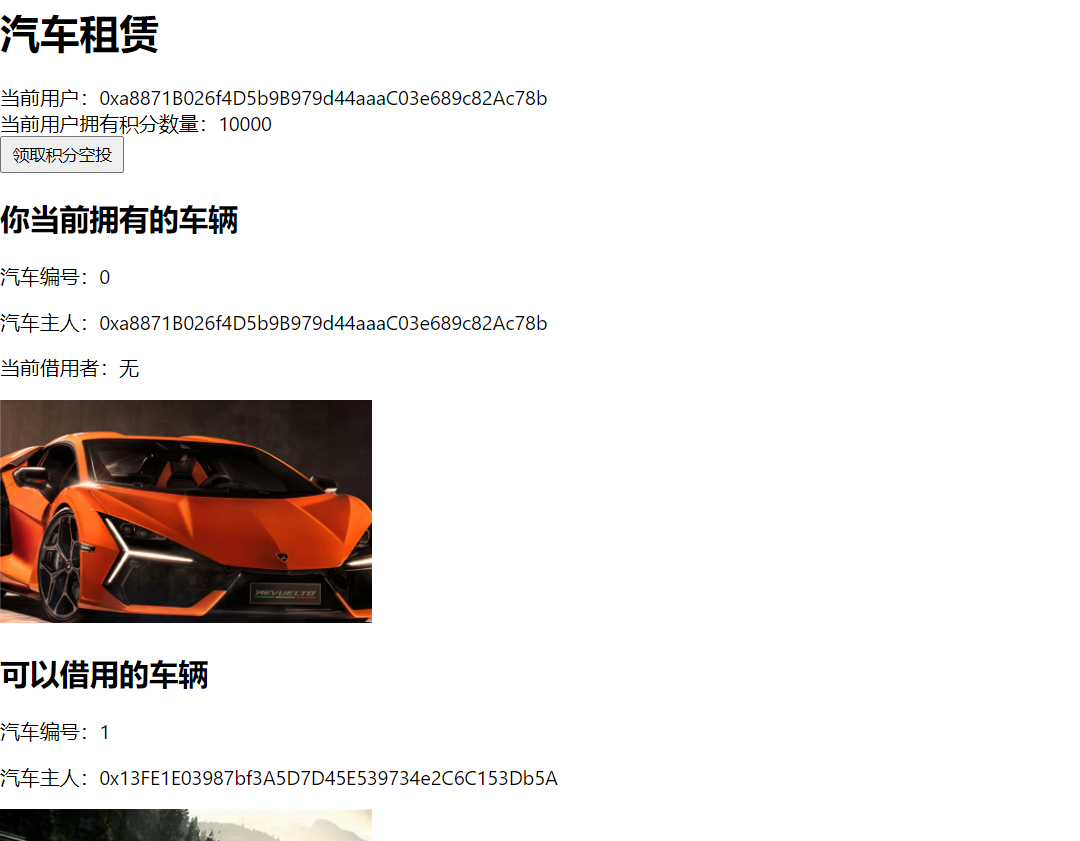 汽车租赁
当前用户：0xa8871B026f4D5b9B979d44aaaC03e689c82Ac78b
当前用户拥有积分数量：10000
领取积分空投
你当前拥有的车辆
汽车编号：0
汽车主人：0xa8871B026f4D5b9B979d44aaaC03e689c82Ac78b
当前借用者：无
REVUELTO
可以借用的车辆
汽车编号：1
汽车主人：0x13FE1E03987bf3A5D7D45E539734e2C6C153Db5A